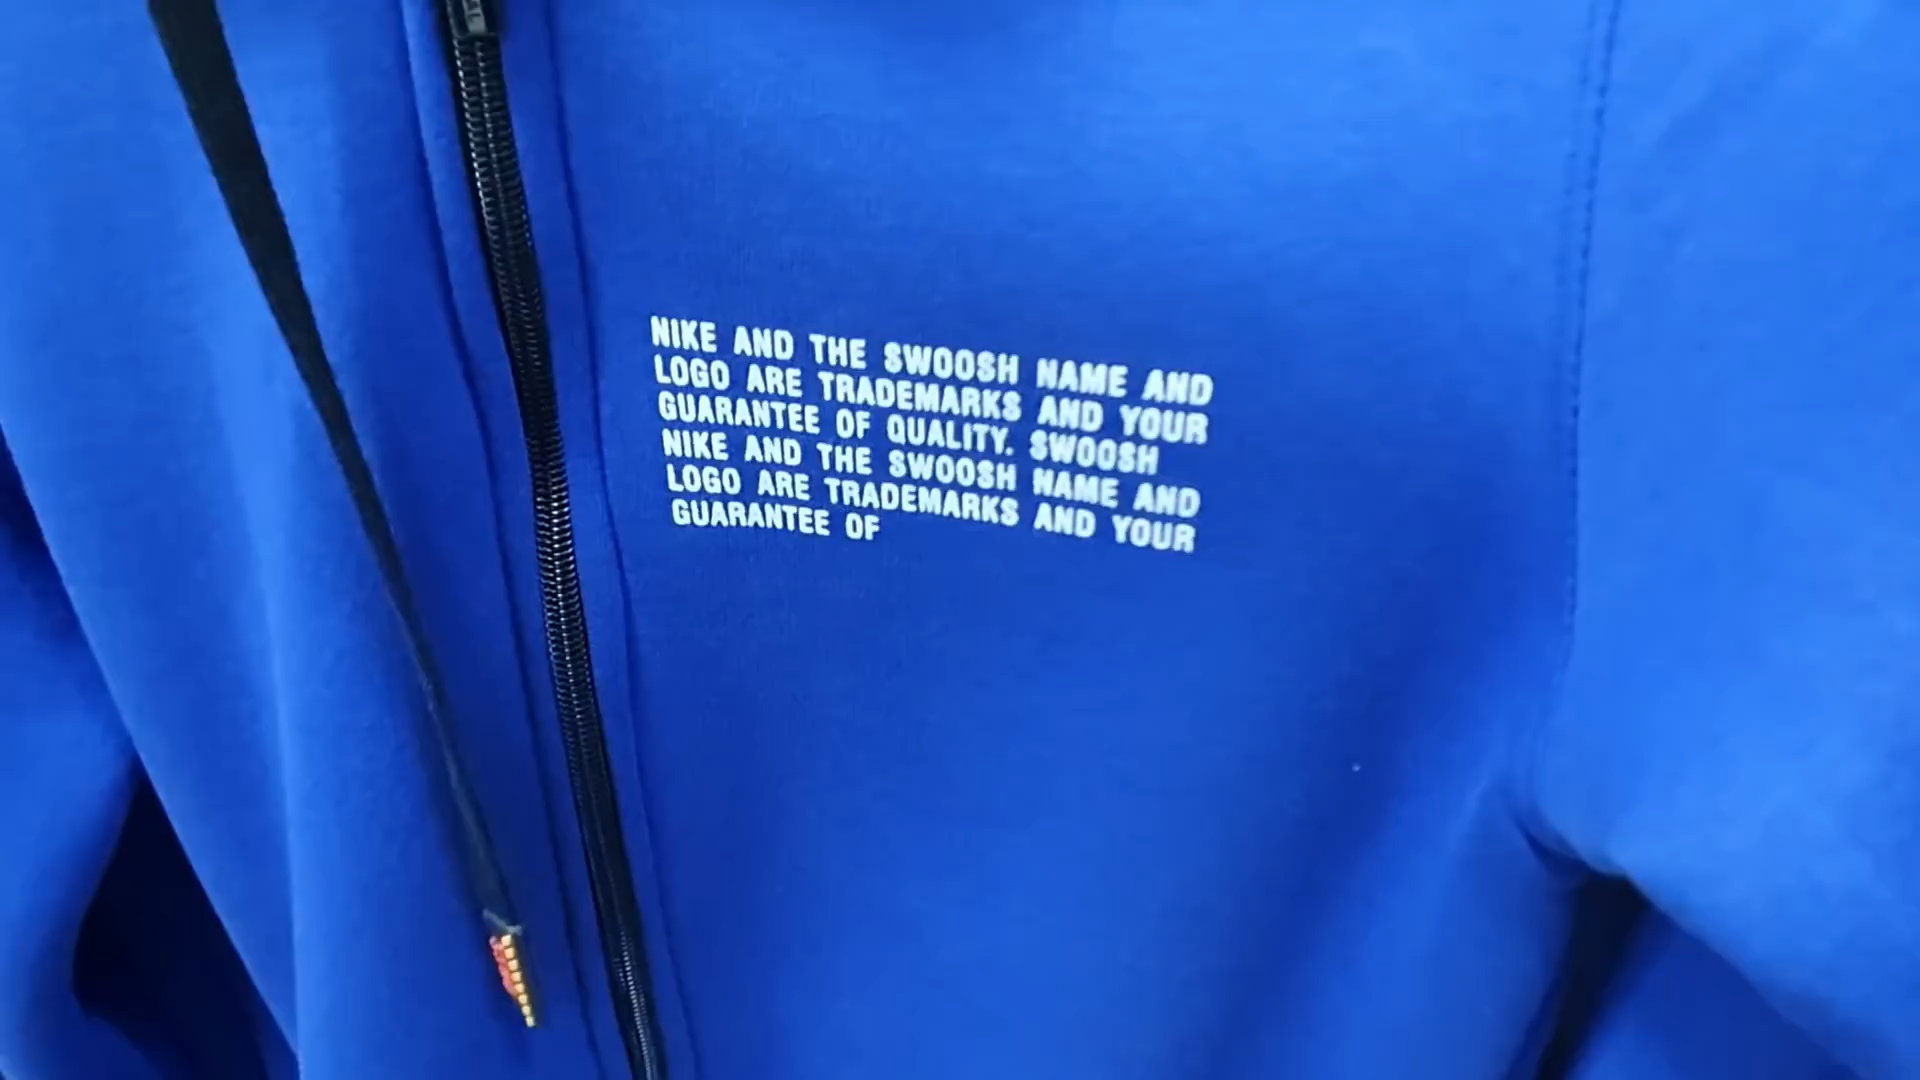 NIKE AND THE SWOOSH NAME AND
LOGO ARE TRADEMARKS AND YOUR
GUARANTEE OF QUALITY. SWOOSH
NIKE AND THE SWOOSH NAME AND
LOGO ARE TRADEMARKS AND YOUR
GUARANTEE OF